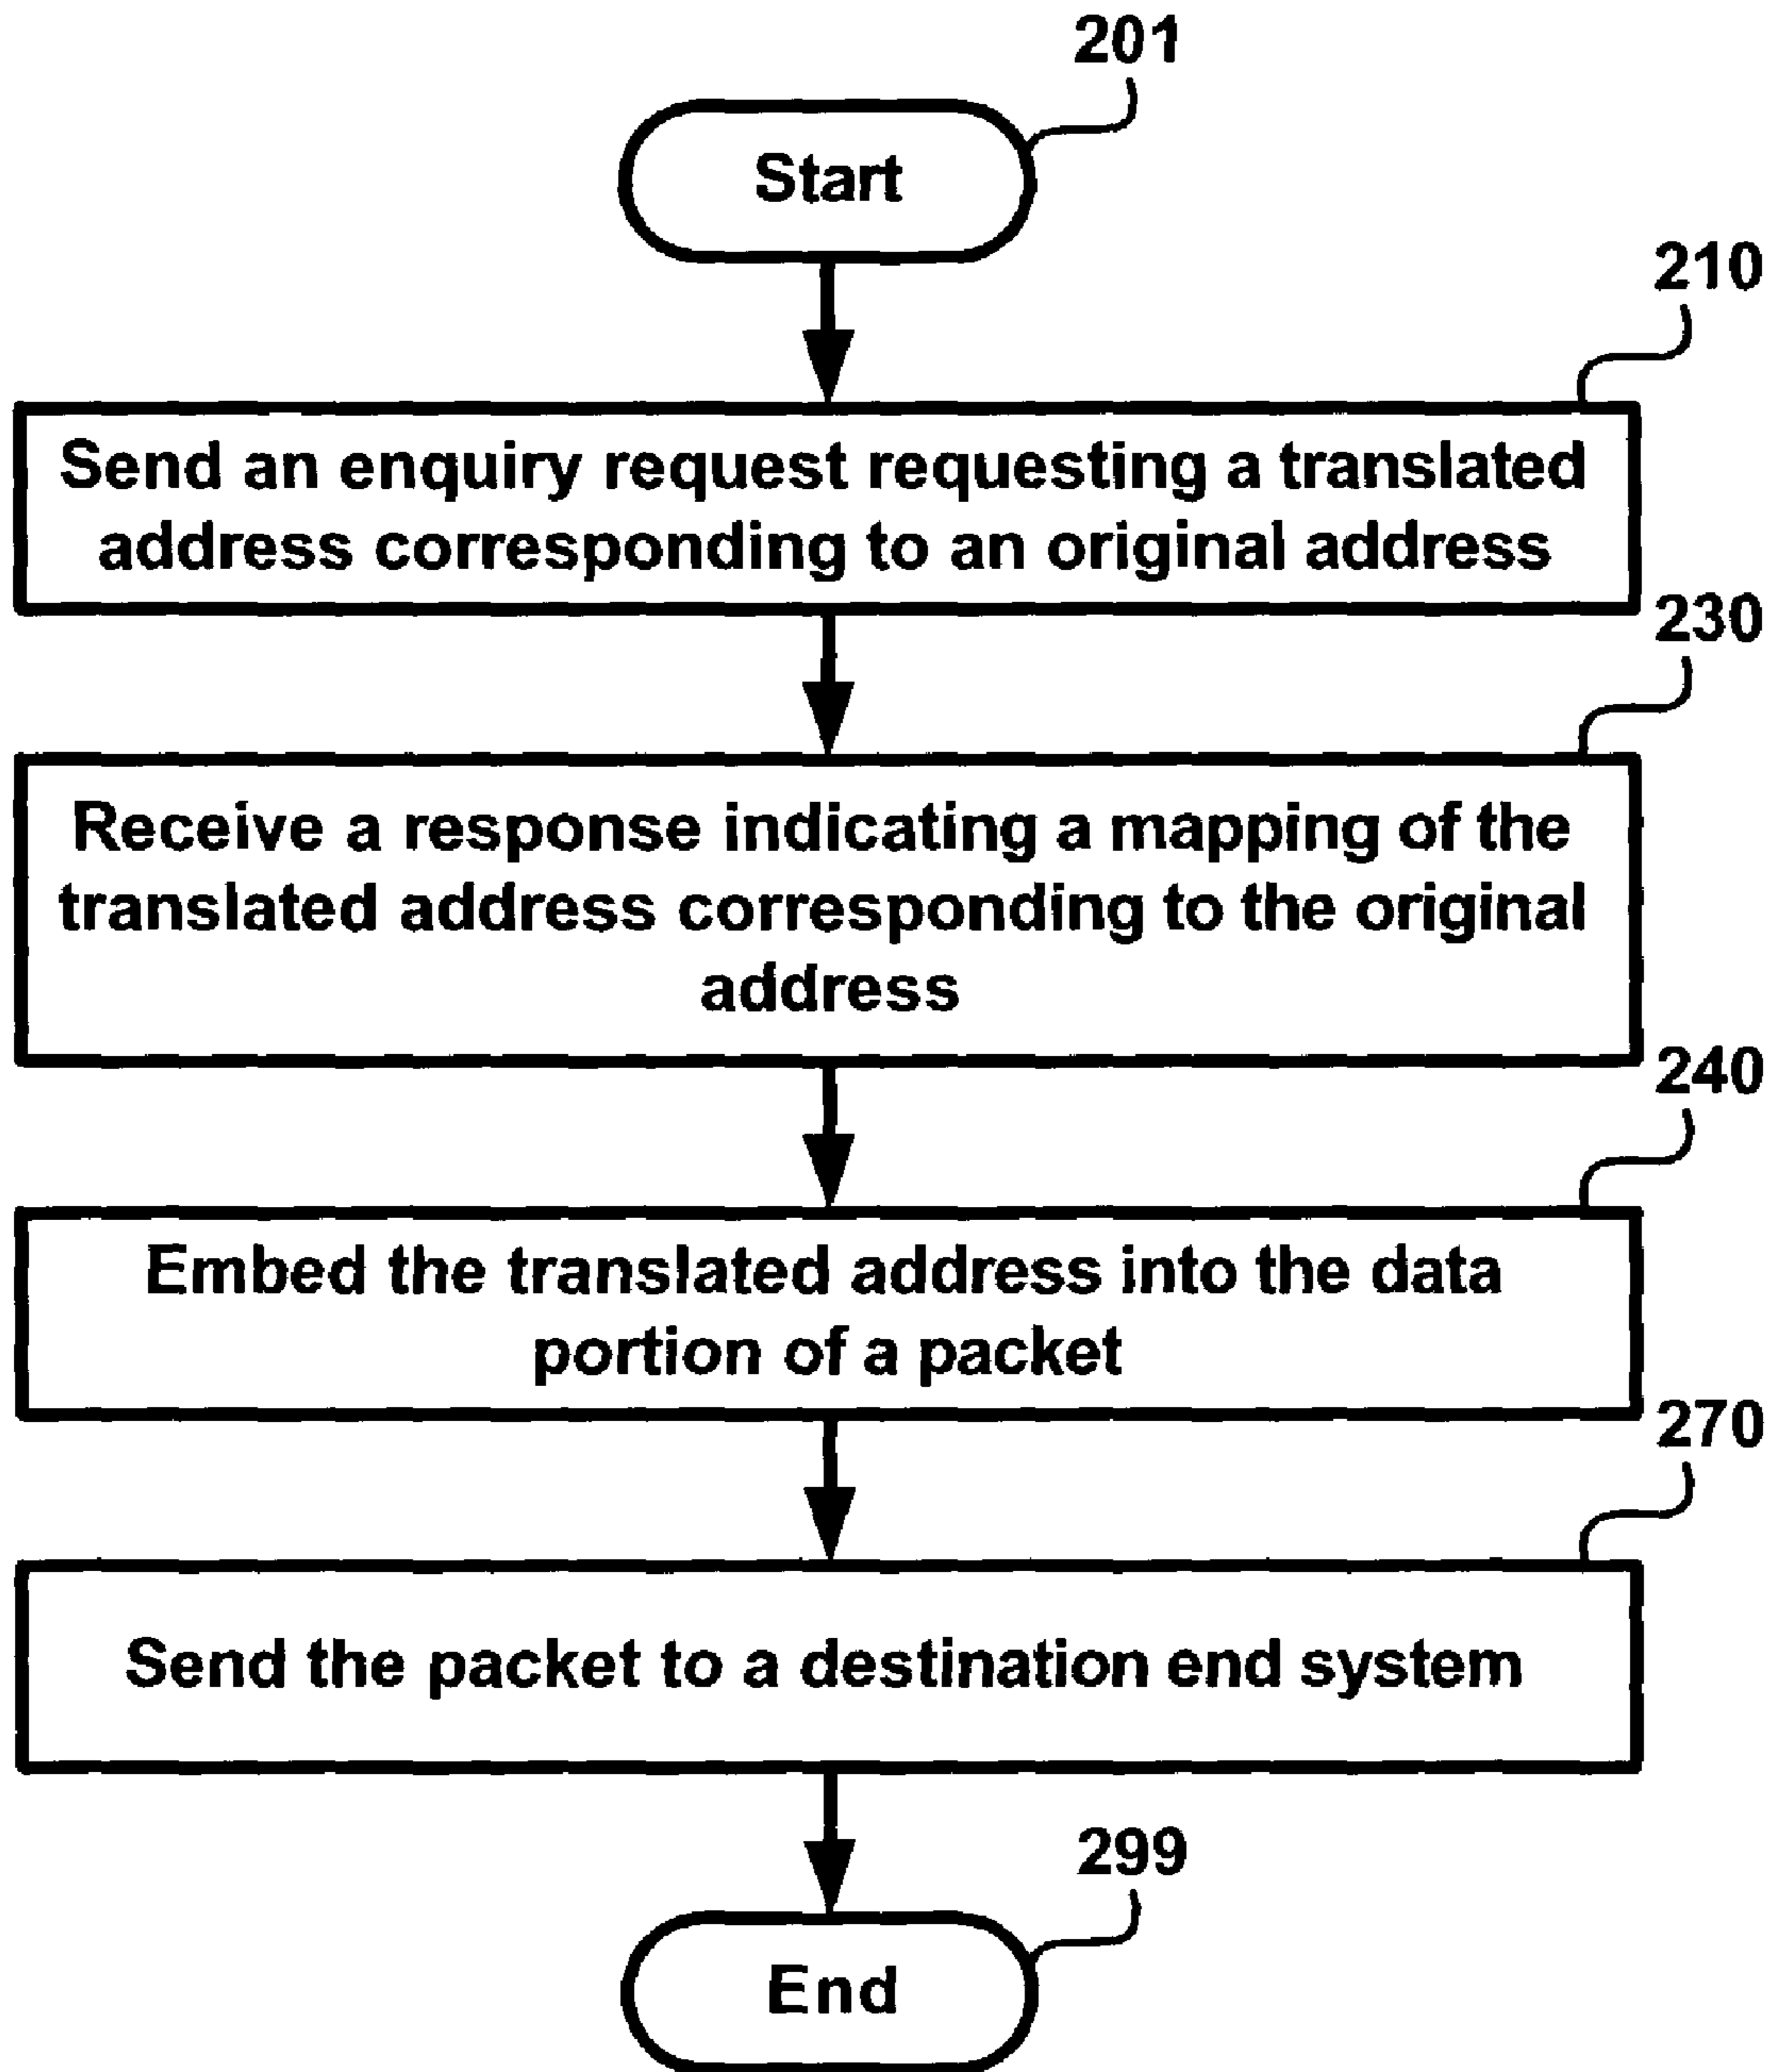 201
Start
210
Send an enquiry request requesting a translated
address corresponding to an original address
230
Receive a response indicating a mapping of the
translated address corresponding to the original
address
240
Embed the translated address into the data
portion of a packet
270
Send the packet to a destination end system
299
End